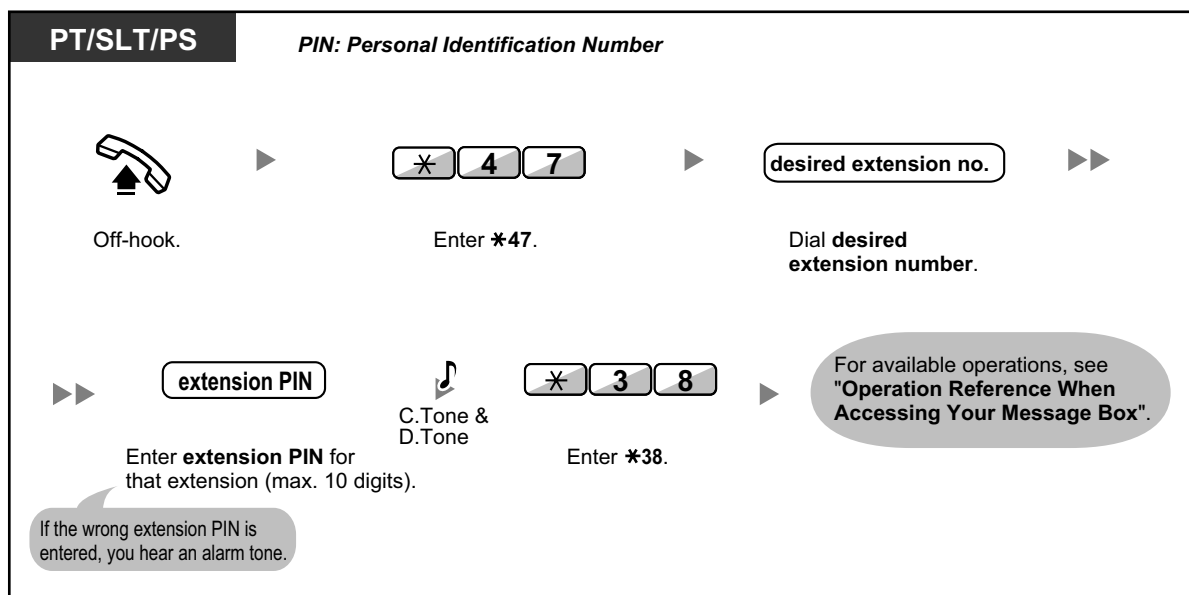 PT/SLT/PS
PIN: Personal Identification Number
✳ 4 7
desired extension no.
Off-hook.
Enter ✳47.
Dial desired
extension number.
extension PIN
C.Tone &
D.Tone
✳ 3 8
For available operations, see
"Operation Reference When
Accessing Your Message Box".
Enter extension PIN for
that extension (max. 10 digits).
Enter ✳38.
If the wrong extension PIN is
entered, you hear an alarm tone.